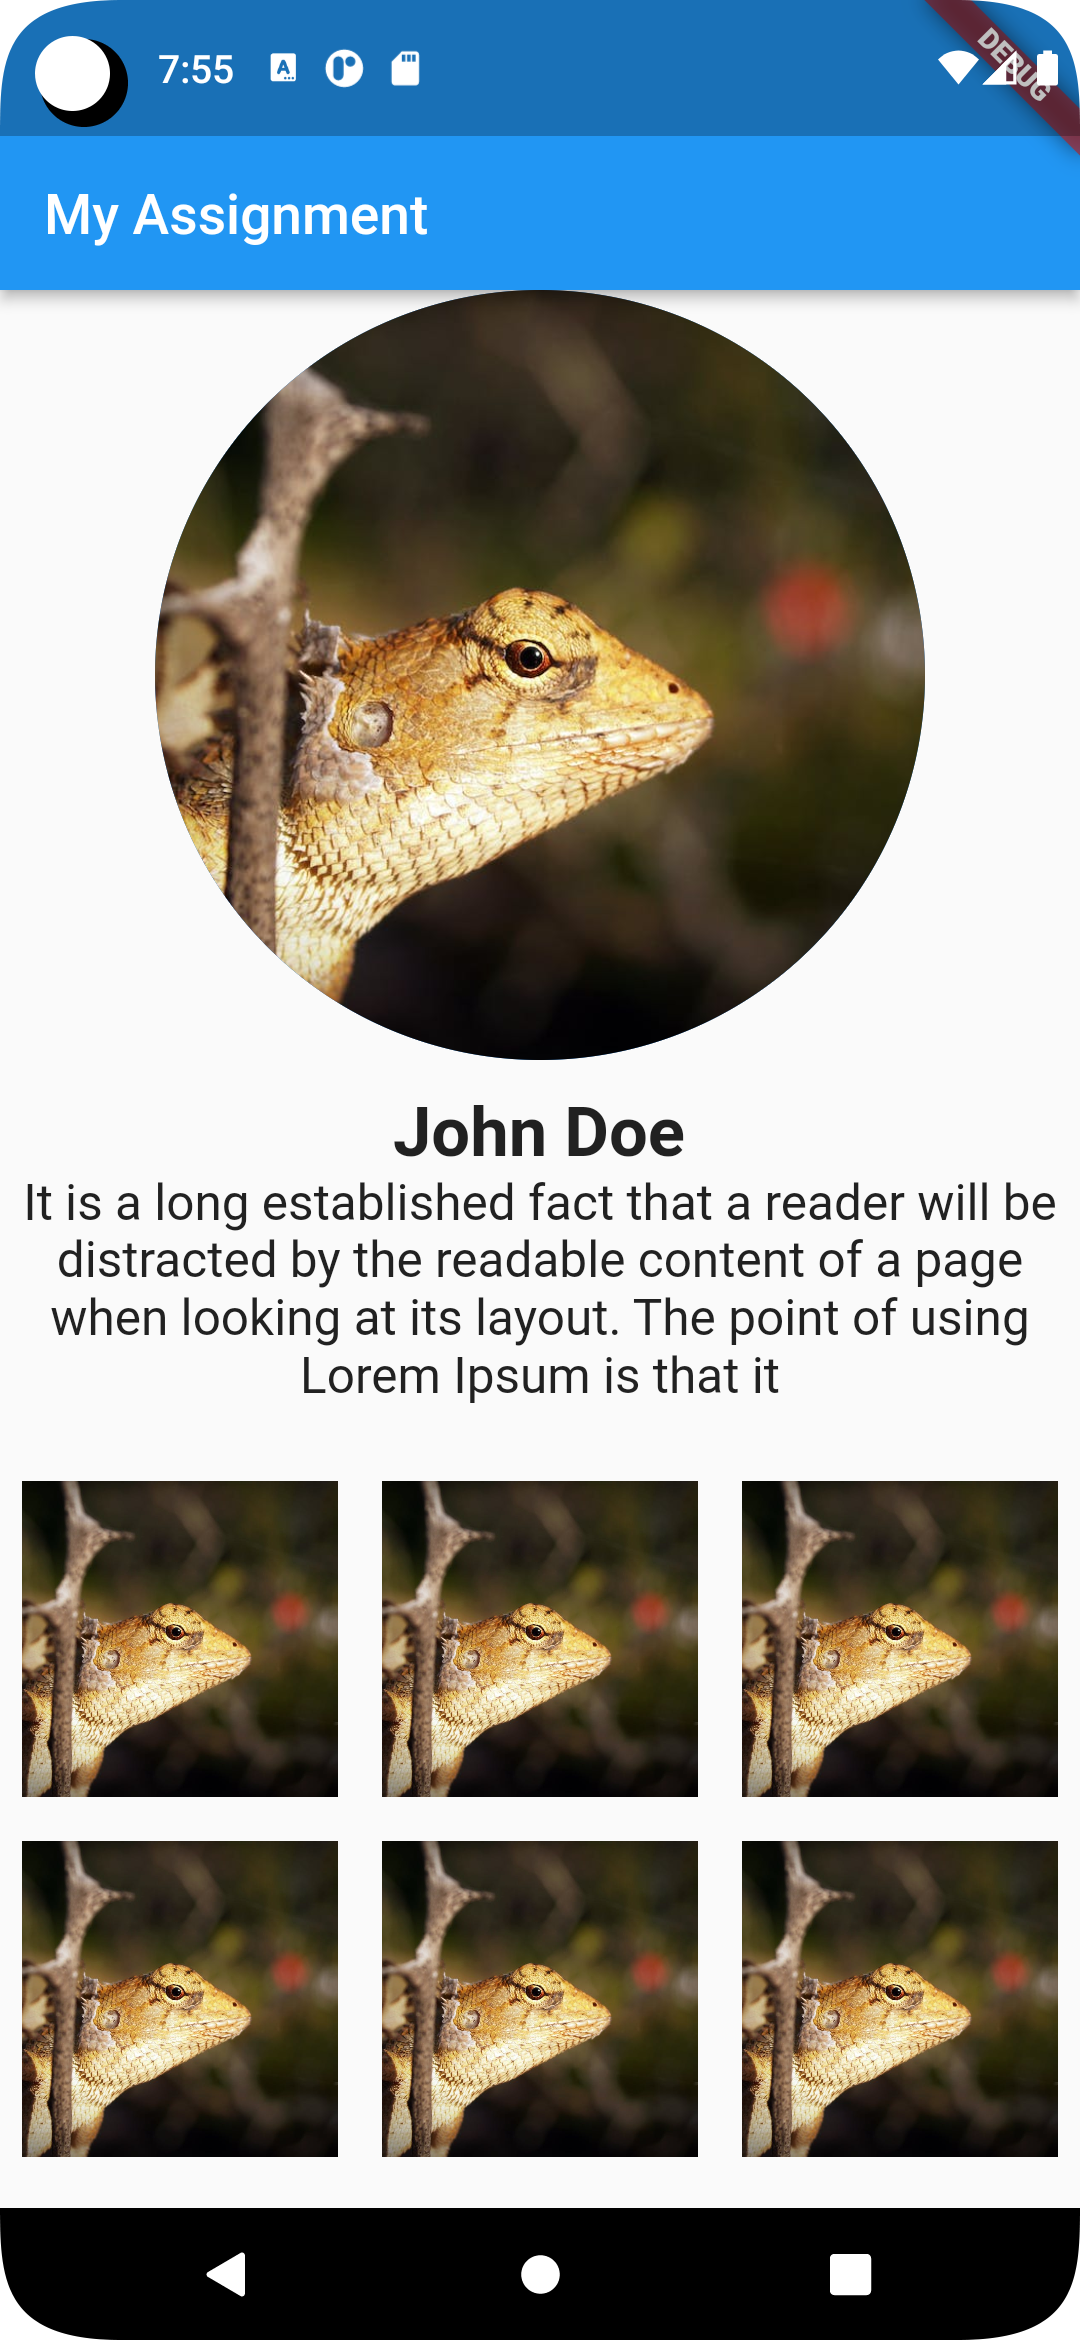 7:55
DEBUG
My Assignment
John Doe
It is a long established fact that a reader will be
distracted by the readable content of a page
when looking at its layout. The point of using
Lorem Ipsum is that it